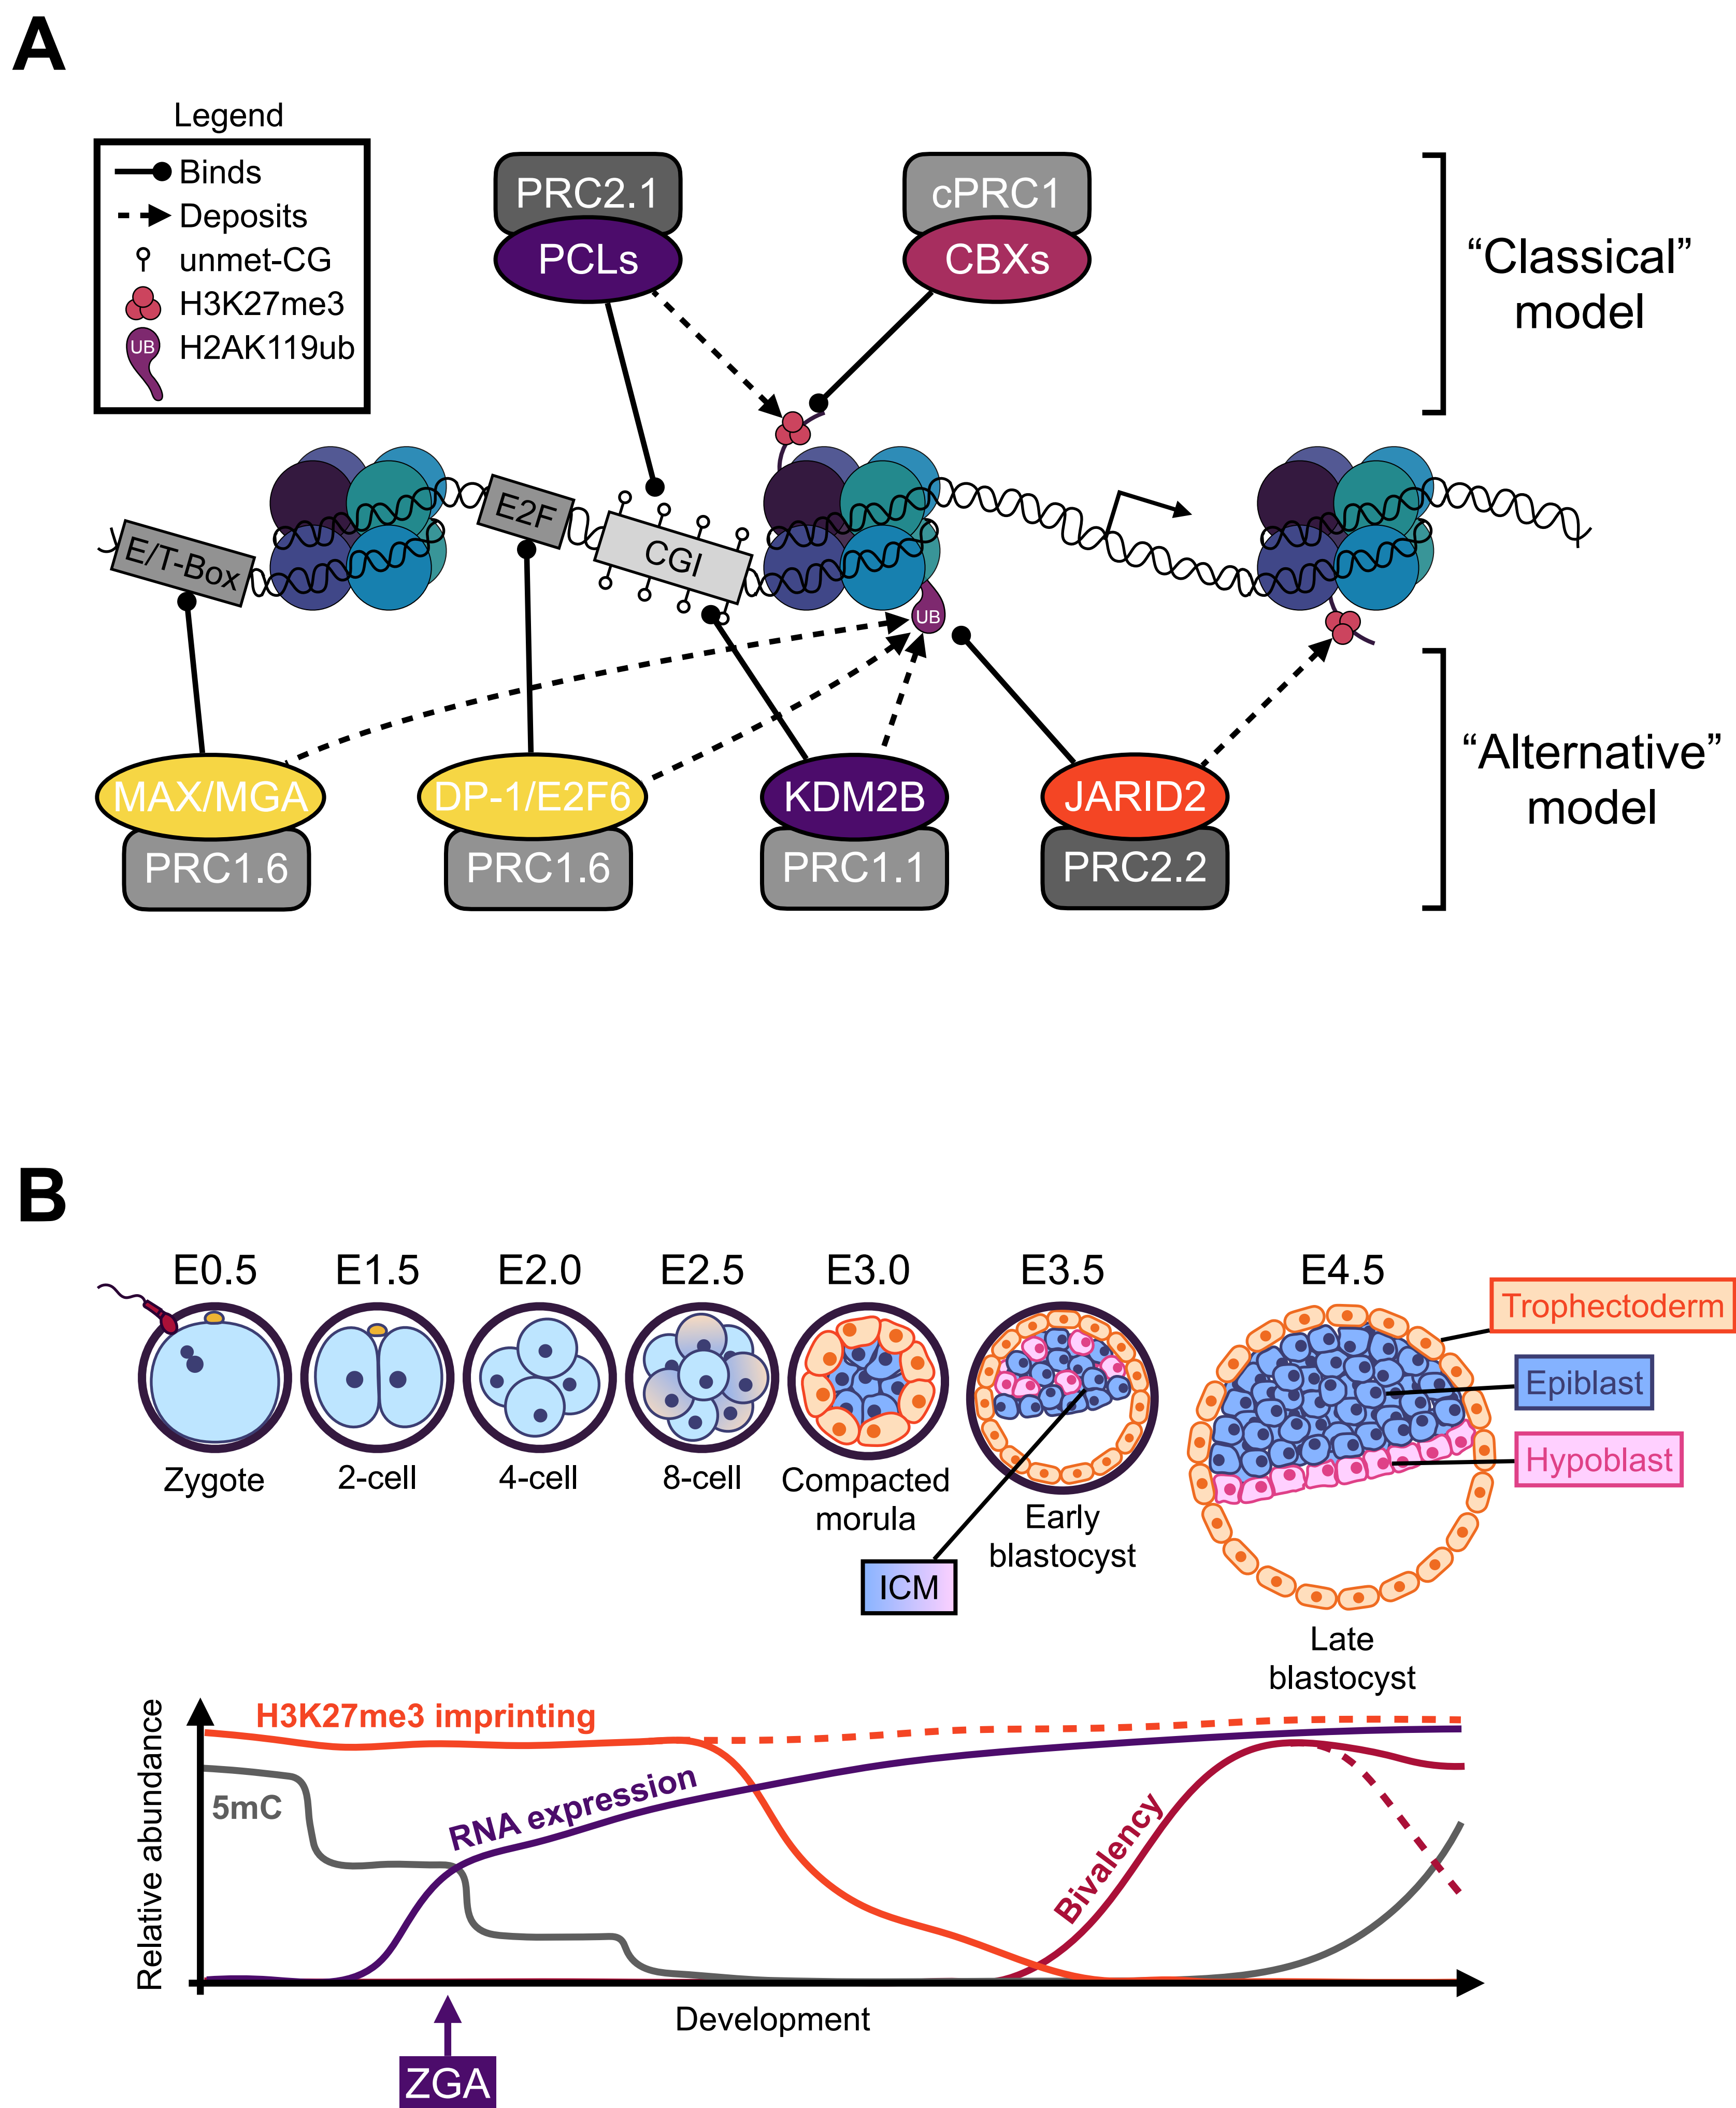 A
Legend
Binds
Deposits
unmet-CG
H3K27me3
UB
H2AK119ub
PRC2.1
PCLs
cPRC1
CBXs
“Classical”
model
E/T-Box
E2F
CGI
UB
MAX/MGA
PRC1.6
DP-1/E2F6
PRC1.6
KDM2B
PRC1.1
JARID2
PRC2.2
“Alternative”
model
B
E0.5
E1.5
E2.0
E2.5
E3.0
E3.5
E4.5
Trophectoderm
Epiblast
Hypoblast
Zygote
2-cell
4-cell
8-cell
Compacted
morula
Early
blastocyst
ICM
Late
blastocyst
Relative abundance
H3K27me3 imprinting
5mC
RNA expression
Bivalency
Development
ZGA